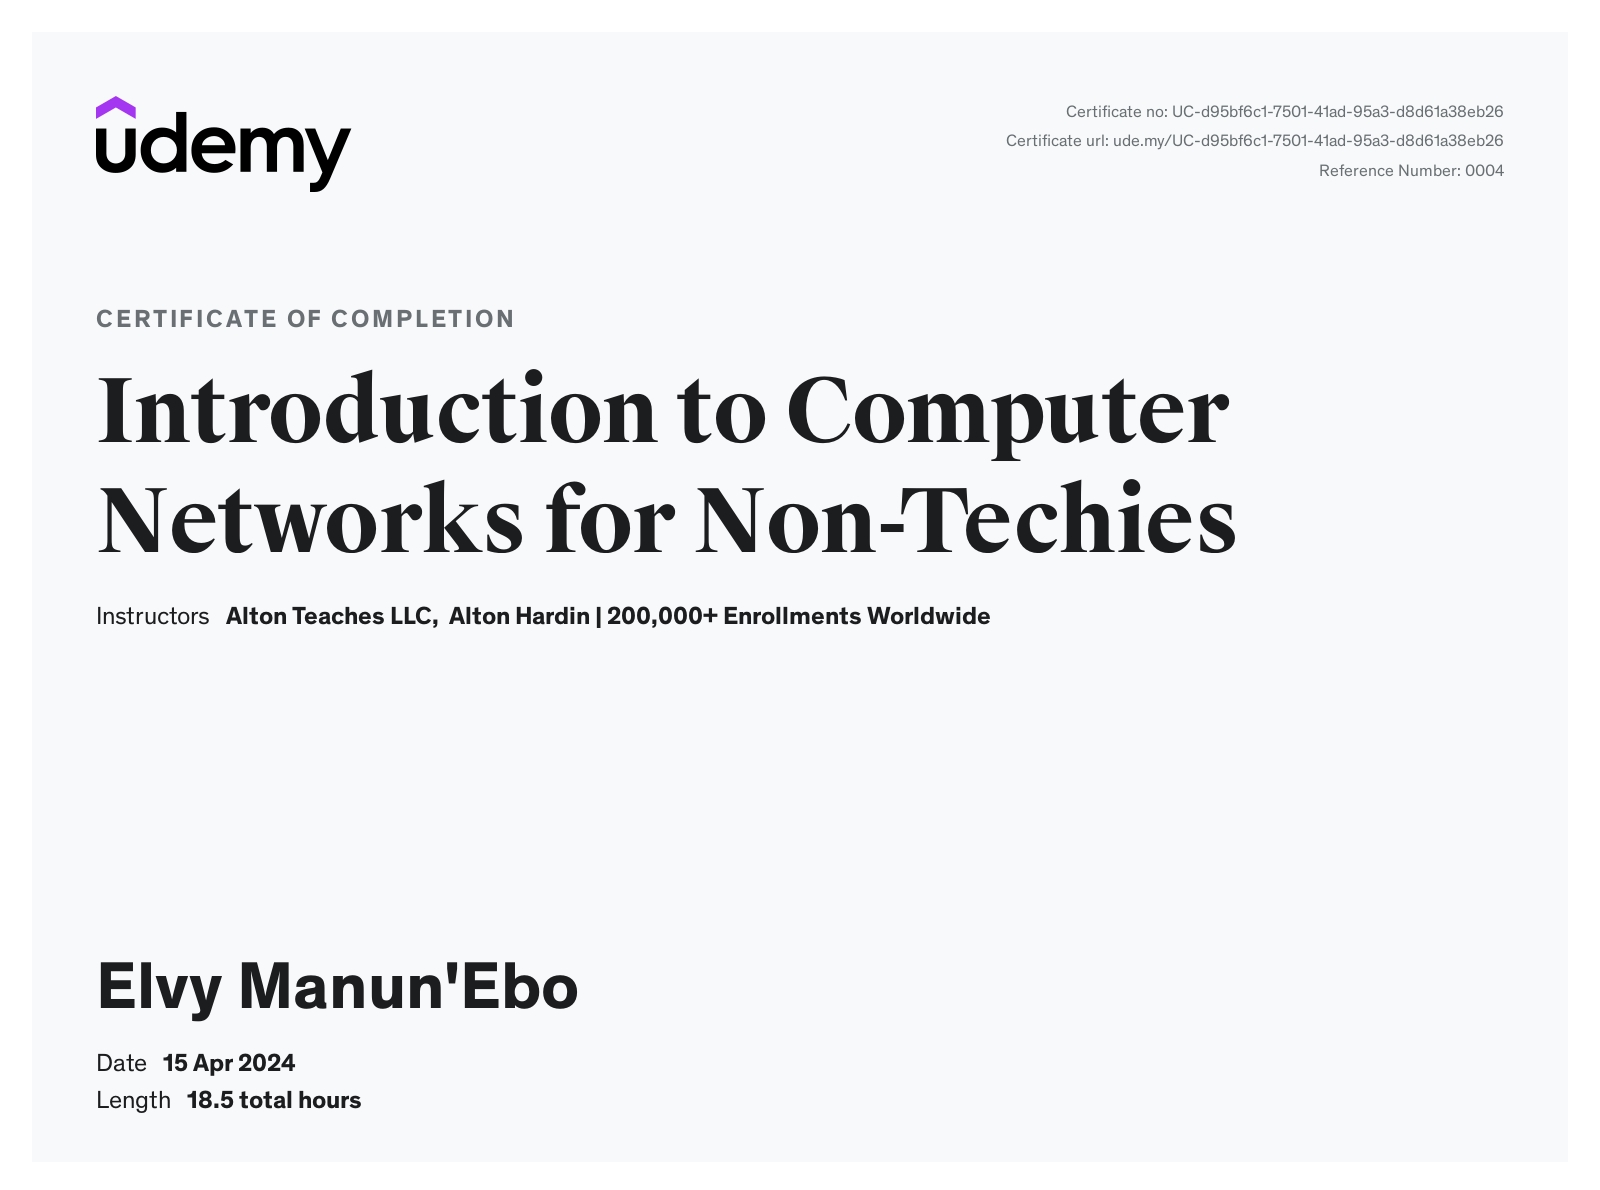 udemy
Certificate no: UC-d95bf6c1-7501-41ad-95a3-d8d61a38eb26
Certificate url: ude.my/UC-d95bf6c1-7501-41ad-95a3-d8d61a38eb26
Reference Number: 0004
CERTIFICATE OF COMPLETION
Introduction to Computer
Networks for Non-Techies
Instructors Alton Teaches LLC, Alton Hardin | 200,000+ Enrollments Worldwide
Elvy Manun'Ebo
Date 15 Apr 2024
Length 18.5 total hours